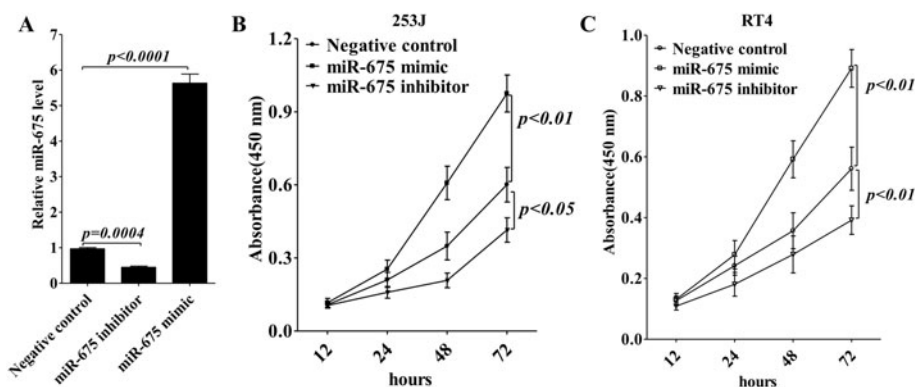 A
Relative miR-675 level
7
6
5
4
3
2
1
0
p<0.0001
p=0.0004
Negative control
miR-675 inhibitor
miR-675 mimic
B
253J
Absorbance(450 nm)
1.2
0.9
0.6
0.3
0.0
Negative control
miR-675 mimic
miR-675 inhibitor
p<0.01
p<0.05
12
24
48
72
hours
C
RT4
Absorbance(450 nm)
1.0
0.8
0.6
0.4
0.2
0.0
Negative control
miR-675 mimic
miR-675 inhibitor
p<0.01
p<0.01
12
24
48
72
hours